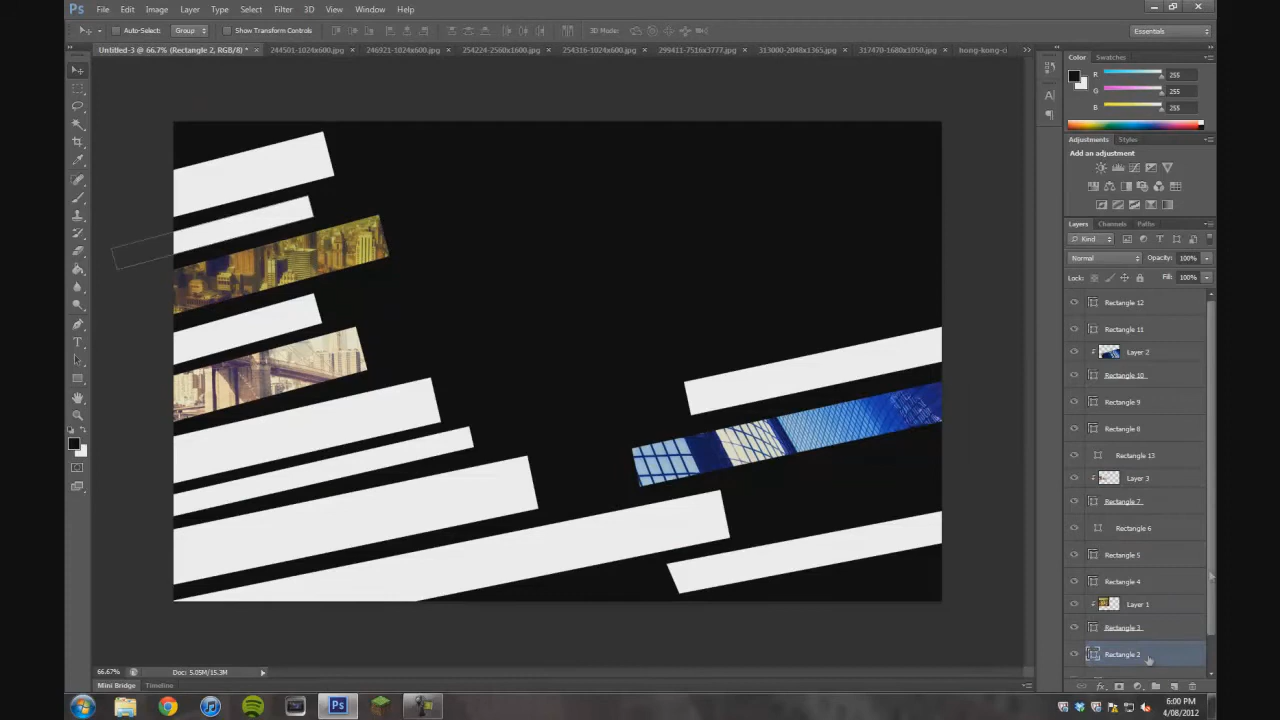 Ps File Edit Image Layer Type Select Filter 3D View Window Help
Auto-Select: Group Show Transform Controls 3D Mode: Essentials
Untitled-3 @ 66.7% (Rectangle 2, RGB/8) * × 244501-1024x600.jpg × 246921-1024x600.jpg × 254224-2560x1600.jpg × 254316-1024x600.jpg × 299411-7516x3777.jpg × 313000-2048x1365.jpg × 317470-1680x1050.jpg × hong-kong-ci
Color Swatches
R 255
G 255
B 255
Adjustments Styles
Add an adjustment
Layers Channels Paths
Kind
Normal Opacity: 100%
Lock: Fill: 100%
Rectangle 12
Rectangle 11
Layer 2
Rectangle 10
Rectangle 9
Rectangle 8
Rectangle 13
Layer 3
Rectangle 7
Rectangle 6
Rectangle 5
Rectangle 4
Layer 1
Rectangle 3
Rectangle 2
66.67% Doc: 5.05M/15.3M
Mini Bridge Timeline
Ps
6:00 PM
4/08/2012